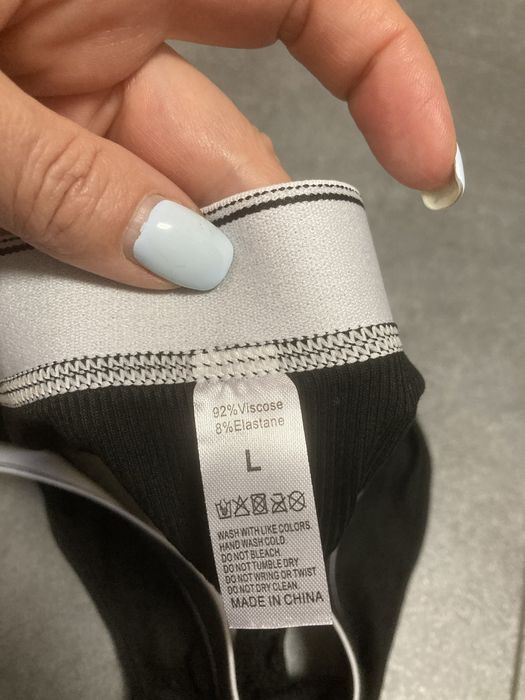 92%Viscose
8%Elastane
L
WASH WITH LIKE COLORS
HAND WASH COLD.
DO NOT BLEACH.
DO NOT TUMBLE DRY
DO NOT WRING OR TWIST
DO NOT DRY CLEAN.
MADE IN CHINA